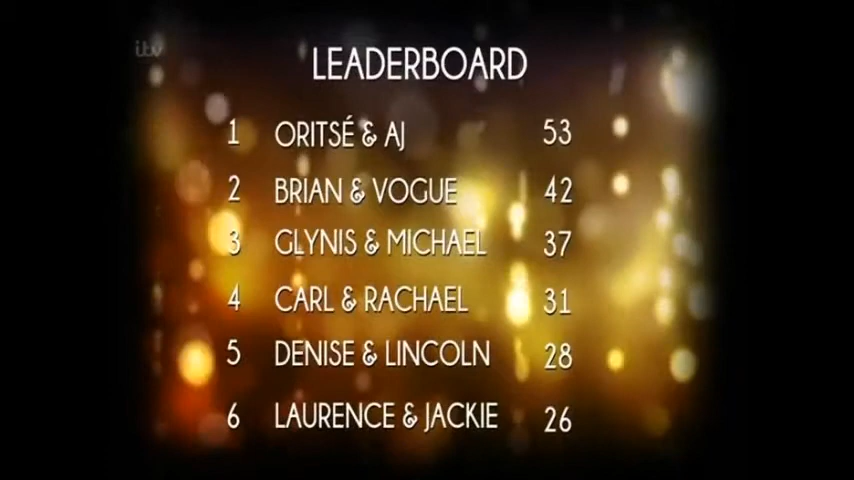 itv
LEADERBOARD
1 ORITSÉ & AJ 53
2 BRIAN & VOGUE 42
3 GLYNIS & MICHAEL 37
4 CARL & RACHAEL 31
5 DENISE & LINCOLN 28
6 LAURENCE & JACKIE 26